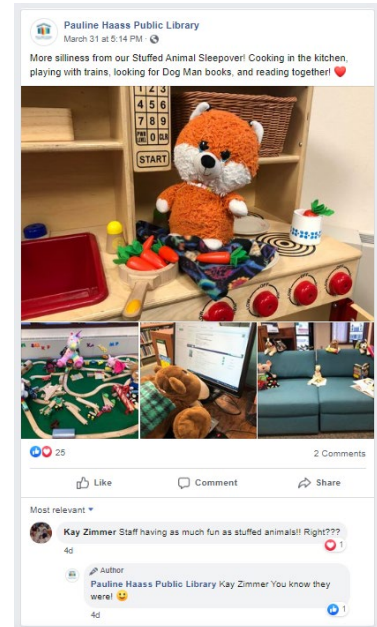 Pauline Haass Public Library
March 31 at 5:14 PM ·
More silliness from our Stuffed Animal Sleepover! Cooking in the kitchen,
playing with trains, looking for Dog Man books, and reading together!
1 2 3
4 5 6
7 8 9
0 CLR
START
25
2 Comments
Like
Comment
Share
Most relevant
Kay Zimmer Staff having as much fun as stuffed animals!! Right???
1
4d
Author
Pauline Haass Public Library Kay Zimmer You know they
were!
1
4d